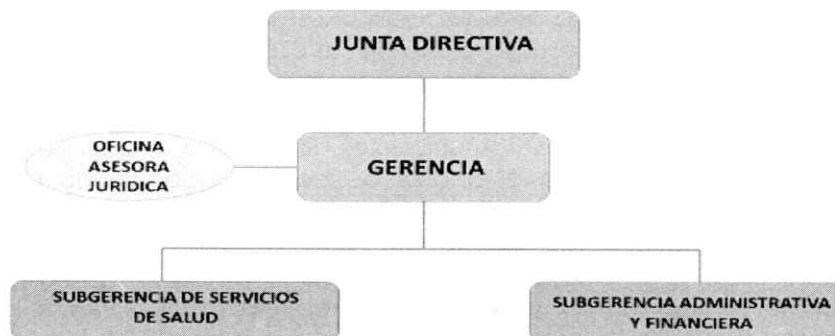 JUNTA DIRECTIVA
OFICINA
ASESORA
JURIDICA
GERENCIA
SUBGERENCIA DE SERVICIOS
DE SALUD
SUBGERENCIA ADMINISTRATIVA
Y FINANCIERA